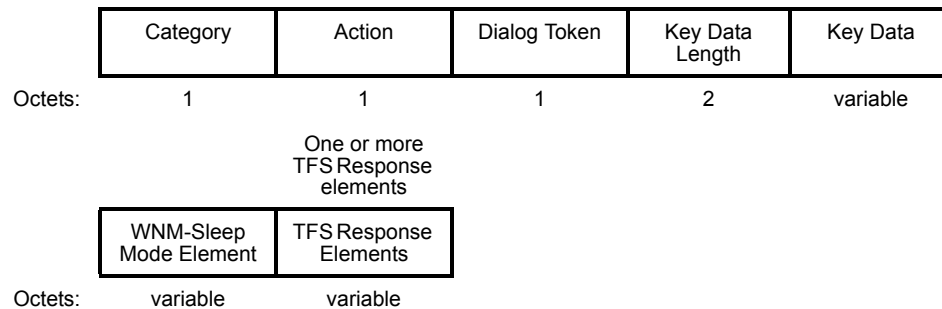 Category Action Dialog Token Key Data Length Key Data
Octets: 1 1 1 2 variable
One or more
TFS Response
elements
WNM-Sleep Mode Element TFS Response Elements
Octets: variable variable